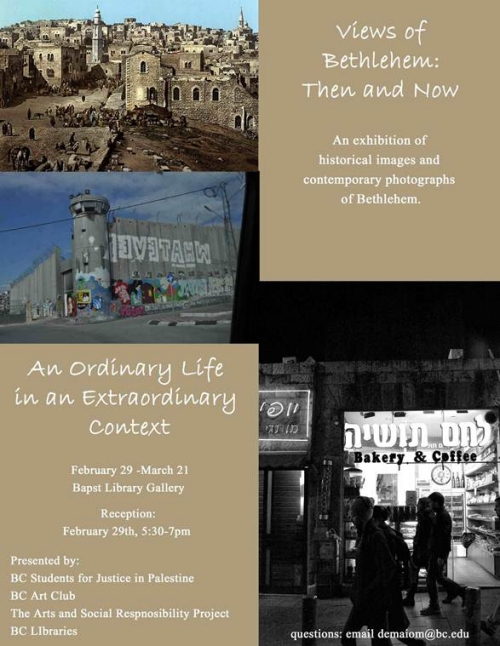 Views of
Bethlehem:
Then and Now
An exhibition of
historical images and
contemporary photographs
of Bethlehem.
An Ordinary Life
in an Extraordinary
Context
February 29 -March 21
Bapst Library Gallery
Reception:
February 29th, 5:30-7pm
Presented by:
BC Students for Justice in Palestine
BC Art Club
The Arts and Social Respnosibility Project
BC LIbraries
לחם תושיה
Bakery & Coffee
questions: email demaiom@bc.edu